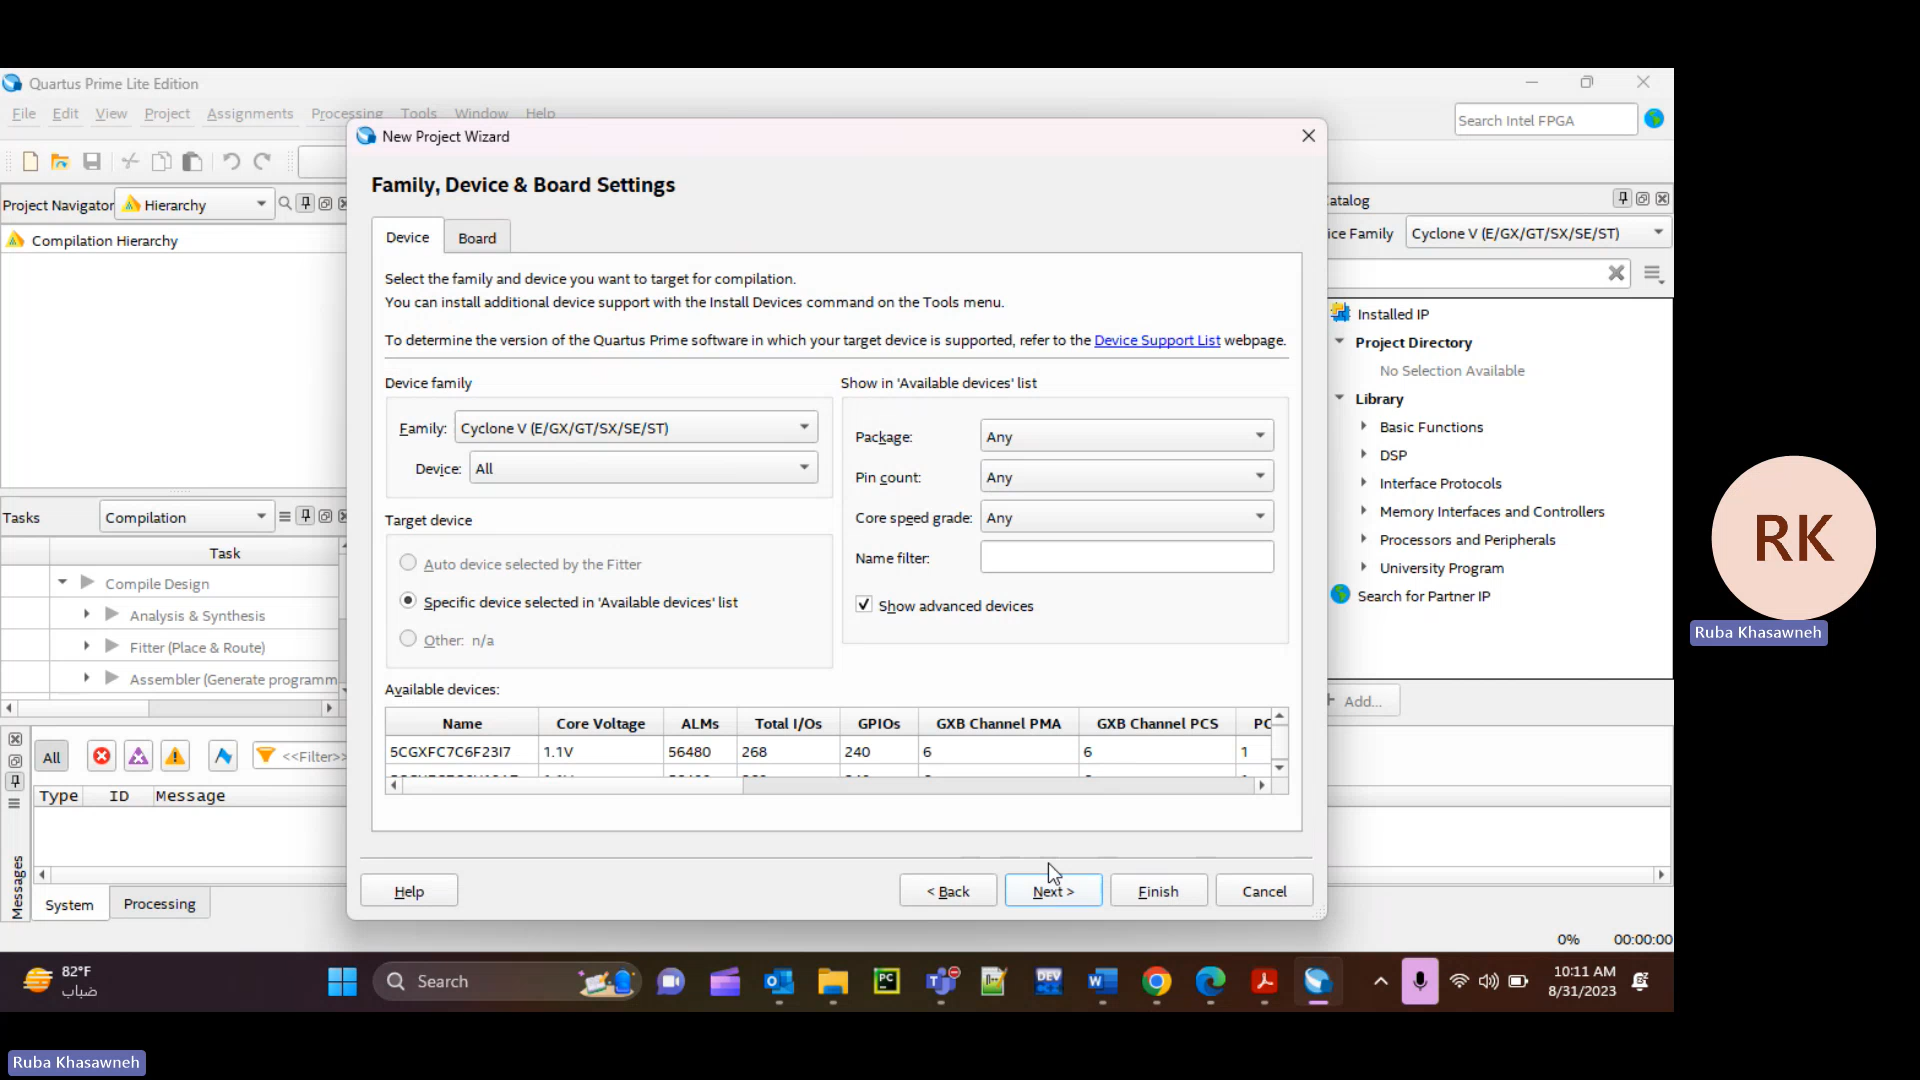 Quartus Prime Lite Edition
File Edit View Project Assignments Processing Tools Window Help
Search Intel FPGA
New Project Wizard
Family, Device & Board Settings
Project Navigator Hierarchy
Compilation Hierarchy
Device Board
Select the family and device you want to target for compilation.
You can install additional device support with the Install Devices command on the Tools menu.
To determine the version of the Quartus Prime software in which your target device is supported, refer to the Device Support List webpage.
Device family
Family: Cyclone V (E/GX/GT/SX/SE/ST)
Device: All
Show in 'Available devices' list
Package: Any
Pin count: Any
Core speed grade: Any
Name filter:
Show advanced devices
Target device
Auto device selected by the Fitter
Specific device selected in 'Available devices' list
Other: n/a
Available devices:
Name Core Voltage ALMs Total I/Os GPIOs GXB Channel PMA GXB Channel PCS PC
5CGXFC7C6F23I7 1.1V 56480 268 240 6 6 1
Help < Back Next > Finish Cancel
Tasks Compilation
Task
Compile Design
Analysis & Synthesis
Fitter (Place & Route)
Assembler (Generate programm
All <<Filter>>
Type ID Message
Messages
System Processing
atalog
ice Family Cyclone V (E/GX/GT/SX/SE/ST)
Installed IP
Project Directory
No Selection Available
Library
Basic Functions
DSP
Interface Protocols
Memory Interfaces and Controllers
Processors and Peripherals
University Program
Search for Partner IP
Add...
0% 00:00:00
RK
Ruba Khasawneh
82°F
ضباب
Search
PC
DEV
10:11 AM
8/31/2023
Ruba Khasawneh